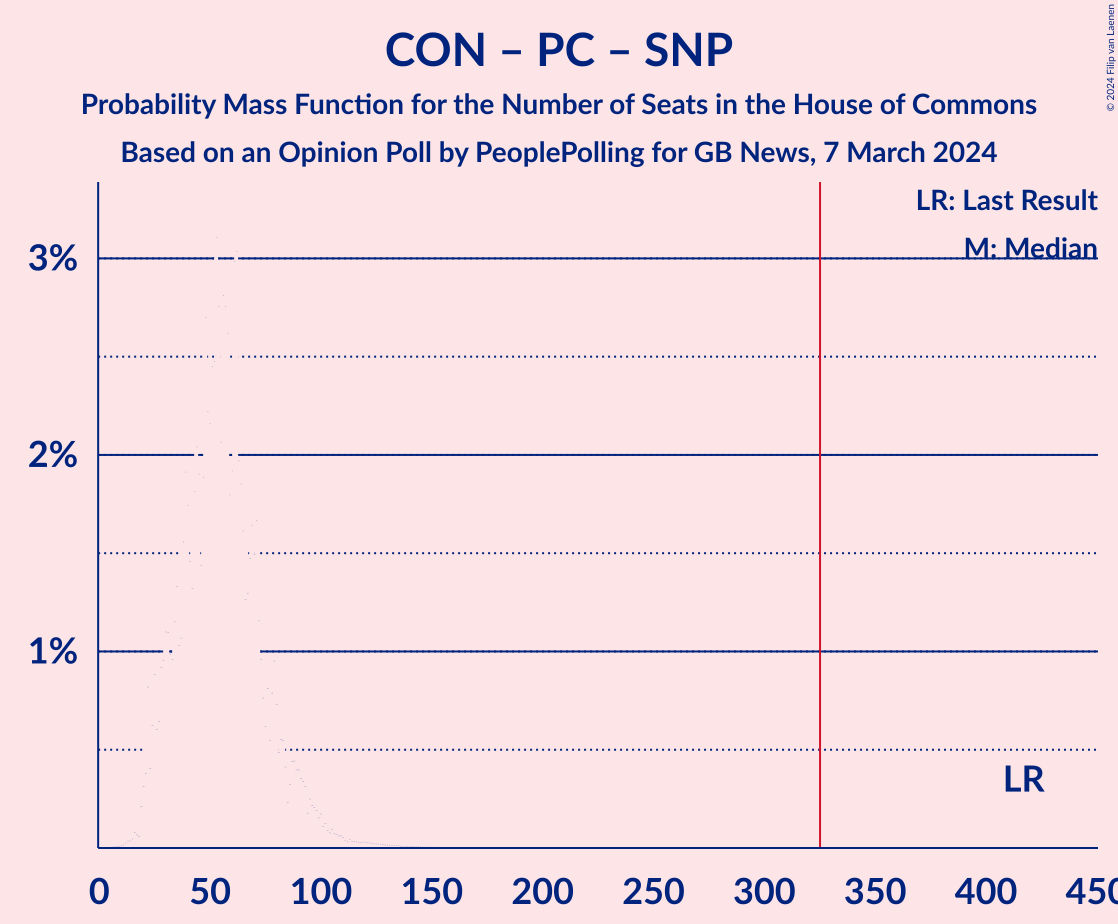 CON – PC – SNP
Probability Mass Function for the Number of Seats in the House of Commons
Based on an Opinion Poll by PeoplePolling for GB News, 7 March 2024
© 2024 Filip van Laenen
LR: Last Result
M: Median
3%
2%
1%
LR
0 50 100 150 200 250 300 350 400 450